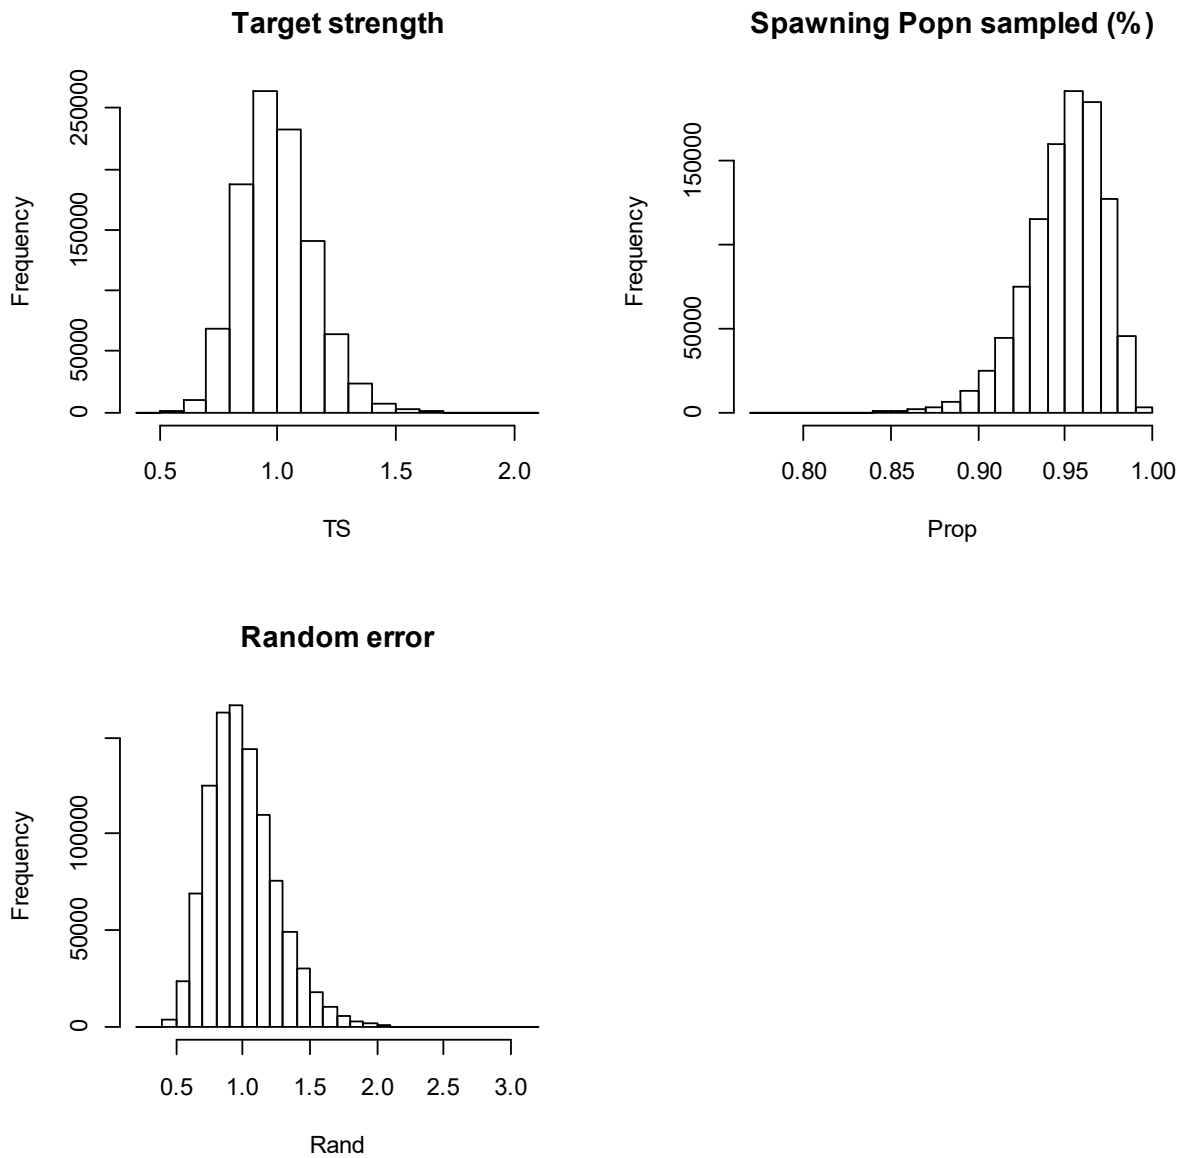 Target strength
Frequency
0
50000
150000
250000
0.5 1.0 1.5 2.0
TS
Spawning Popn sampled (%)
Frequency
0
50000
150000
0.80 0.85 0.90 0.95 1.00
Prop
Random error
Frequency
0
50000
100000
0.5 1.0 1.5 2.0 2.5 3.0
Rand